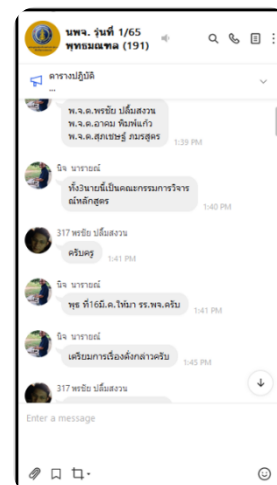 นพจ. รุ่นที่ 1/65
พุทธมณฑล (191)
ตารางปฏิบัติ
...
พ.จ.ต.พรชัย ปลื้มสงวน
พ.จ.ต.อาคม พิมพ์แก้ว
พ.จ.ต.สุภเชษฐ์ ภมรสูตร
1:39 PM
นิจ นารายณ์
ทั้ง3นายนี้เป็นคณะกรรมการวิจาร
ณ์หลักสูตร
1:40 PM
317 พรชัย ปลื้มสงวน
ครับครู
1:41 PM
นิจ นารายณ์
พุธ ที่16มี.ค.ให้มา รร.พจ.ครับ
1:41 PM
นิจ นารายณ์
เตรียมการเรื่องดังกล่าวครับ
1:45 PM
317 พรชัย ปลื้มสงวน
Enter a message